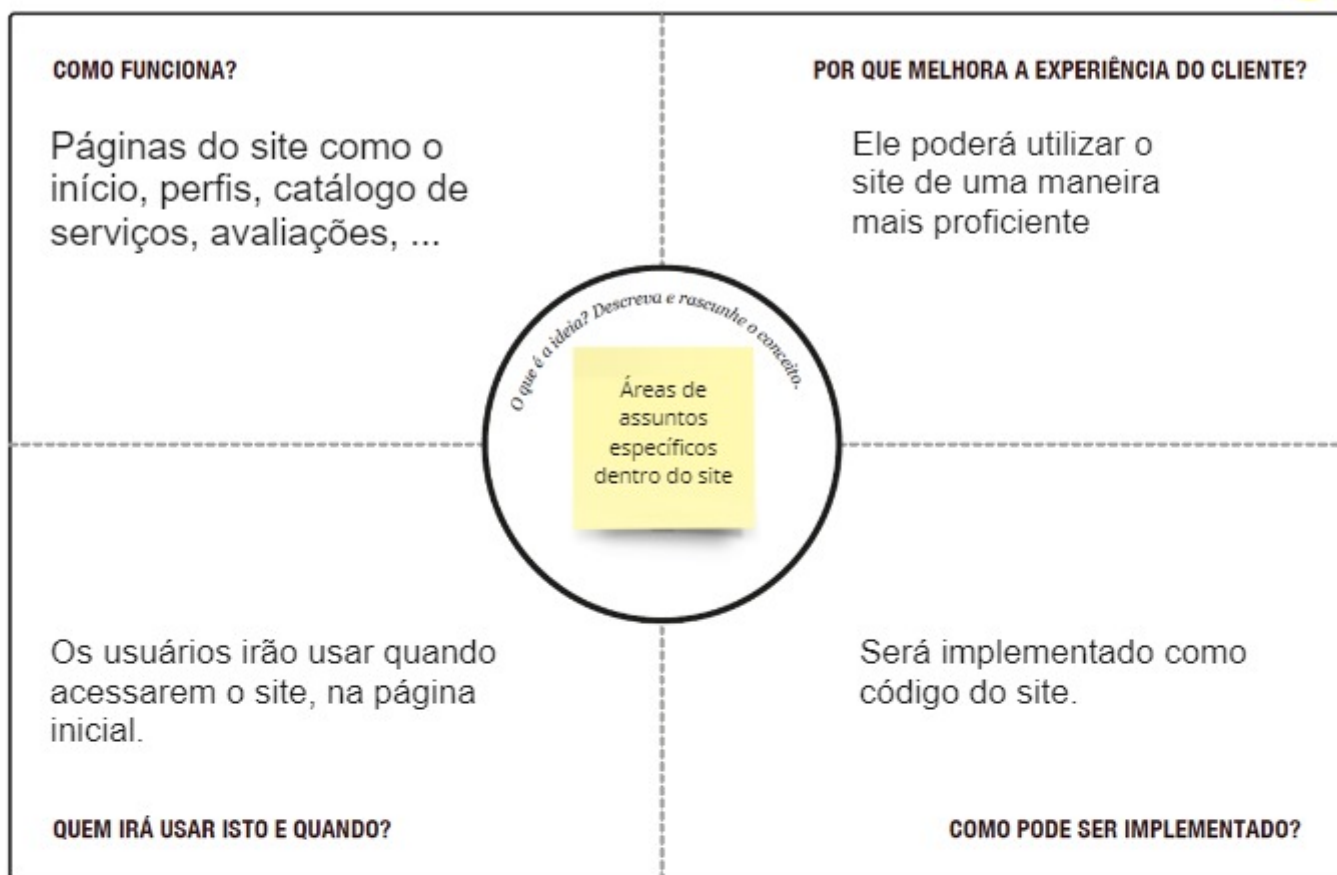 COMO FUNCIONA?
Páginas do site como o
início, perfis, catálogo de
serviços, avaliações, ...
POR QUE MELHORA A EXPERIÊNCIA DO CLIENTE?
Ele poderá utilizar o
site de uma maneira
mais proficiente
O que é a ideia? Descreva e rascunhe o conceito.
Áreas de
assuntos
específicos
dentro do site
Os usuários irão usar quando
acessarem o site, na página
inicial.
QUEM IRÁ USAR ISTO E QUANDO?
Será implementado como
código do site.
COMO PODE SER IMPLEMENTADO?